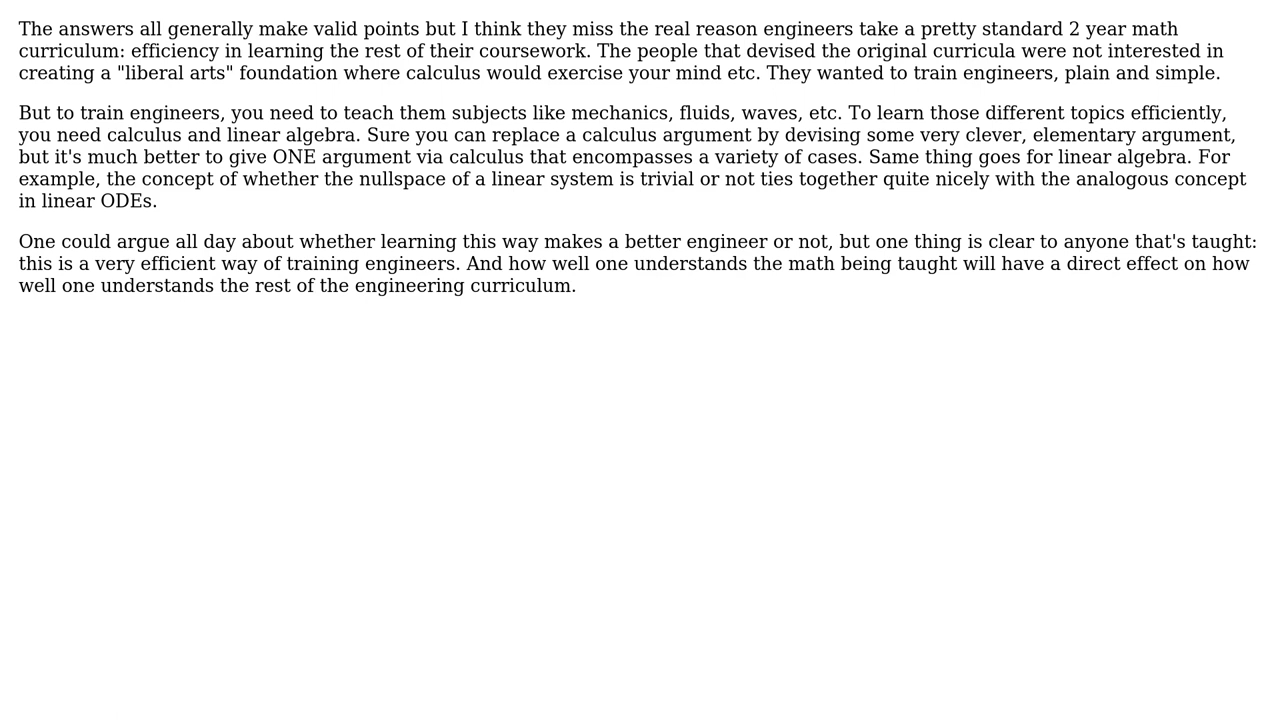 The answers all generally make valid points but I think they miss the real reason engineers take a pretty standard 2 year math
curriculum: efficiency in learning the rest of their coursework. The people that devised the original curricula were not interested in
creating a "liberal arts" foundation where calculus would exercise your mind etc. They wanted to train engineers, plain and simple.
But to train engineers, you need to teach them subjects like mechanics, fluids, waves, etc. To learn those different topics efficiently,
you need calculus and linear algebra. Sure you can replace a calculus argument by devising some very clever, elementary argument,
but it's much better to give ONE argument via calculus that encompasses a variety of cases. Same thing goes for linear algebra. For
example, the concept of whether the nullspace of a linear system is trivial or not ties together quite nicely with the analogous concept
in linear ODEs.
One could argue all day about whether learning this way makes a better engineer or not, but one thing is clear to anyone that's taught:
this is a very efficient way of training engineers. And how well one understands the math being taught will have a direct effect on how
well one understands the rest of the engineering curriculum.